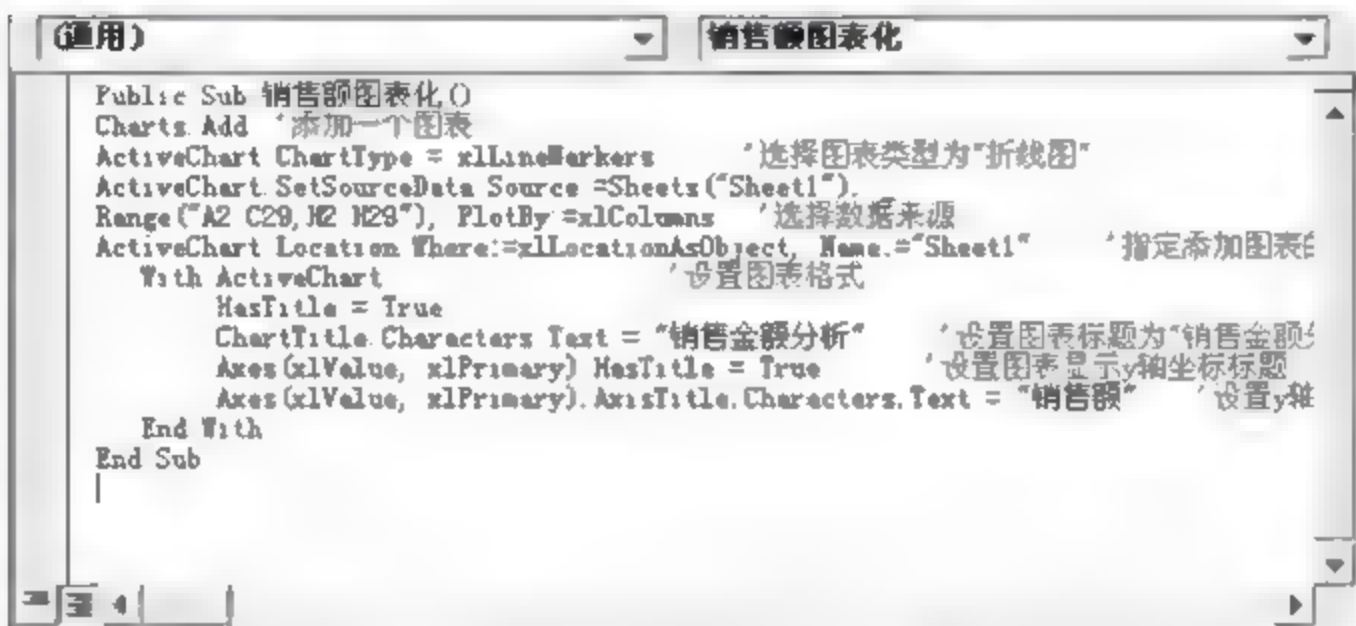 (通用)
销售额图表化
Public Sub 销售额图表化()
Charts.Add '添加一个图表
ActiveChart ChartType = xlLineMarkers '选择图表类型为"折线图"
ActiveChart.SetSourceData Source =Sheets("Sheet1").
Range("A2 C29,H2 H29"), PlotBy =xlColumns '选择数据来源
ActiveChart Location Where:=xlLocationAsObject, Name.="Sheet1" '指定添加图表
With ActiveChart '设置图表格式
HasTitle = True
ChartTitle.Characters Text = "销售金额分析" '设置图表标题为"销售金额
Axes(xlValue, xlPrimary) HasTitle = True '设置图表显示y轴坐标标题
Axes(xlValue, xlPrimary).AxisTitle.Characters.Text = "销售额" '设置y轴
End With
End Sub